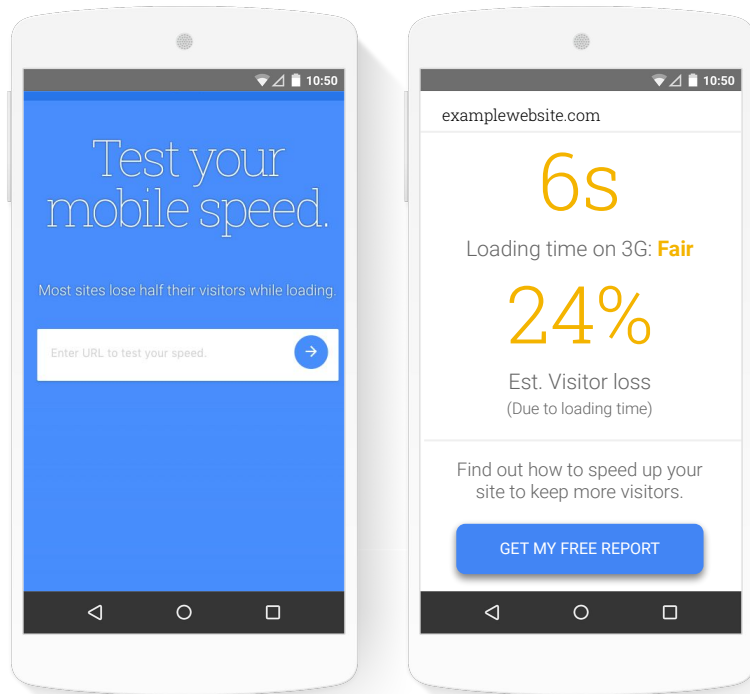 10:50
Test your
mobile speed.
Most sites lose half their visitors while loading.
Enter URL to test your speed.
10:50
examplewebsite.com
6s
Loading time on 3G: Fair
24%
Est. Visitor loss
(Due to loading time)
Find out how to speed up your
site to keep more visitors.
GET MY FREE REPORT